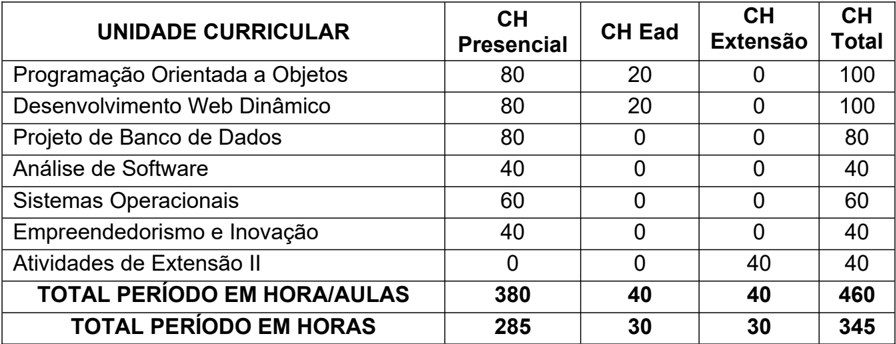 UNIDADE CURRICULAR CH Presencial CH Ead CH Extensão CH Total
Programação Orientada a Objetos 80 20 0 100
Desenvolvimento Web Dinâmico 80 20 0 100
Projeto de Banco de Dados 80 0 0 80
Análise de Software 40 0 0 40
Sistemas Operacionais 60 0 0 60
Empreendedorismo e Inovação 40 0 0 40
Atividades de Extensão II 0 0 40 40
TOTAL PERÍODO EM HORA/AULAS 380 40 40 460
TOTAL PERÍODO EM HORAS 285 30 30 345